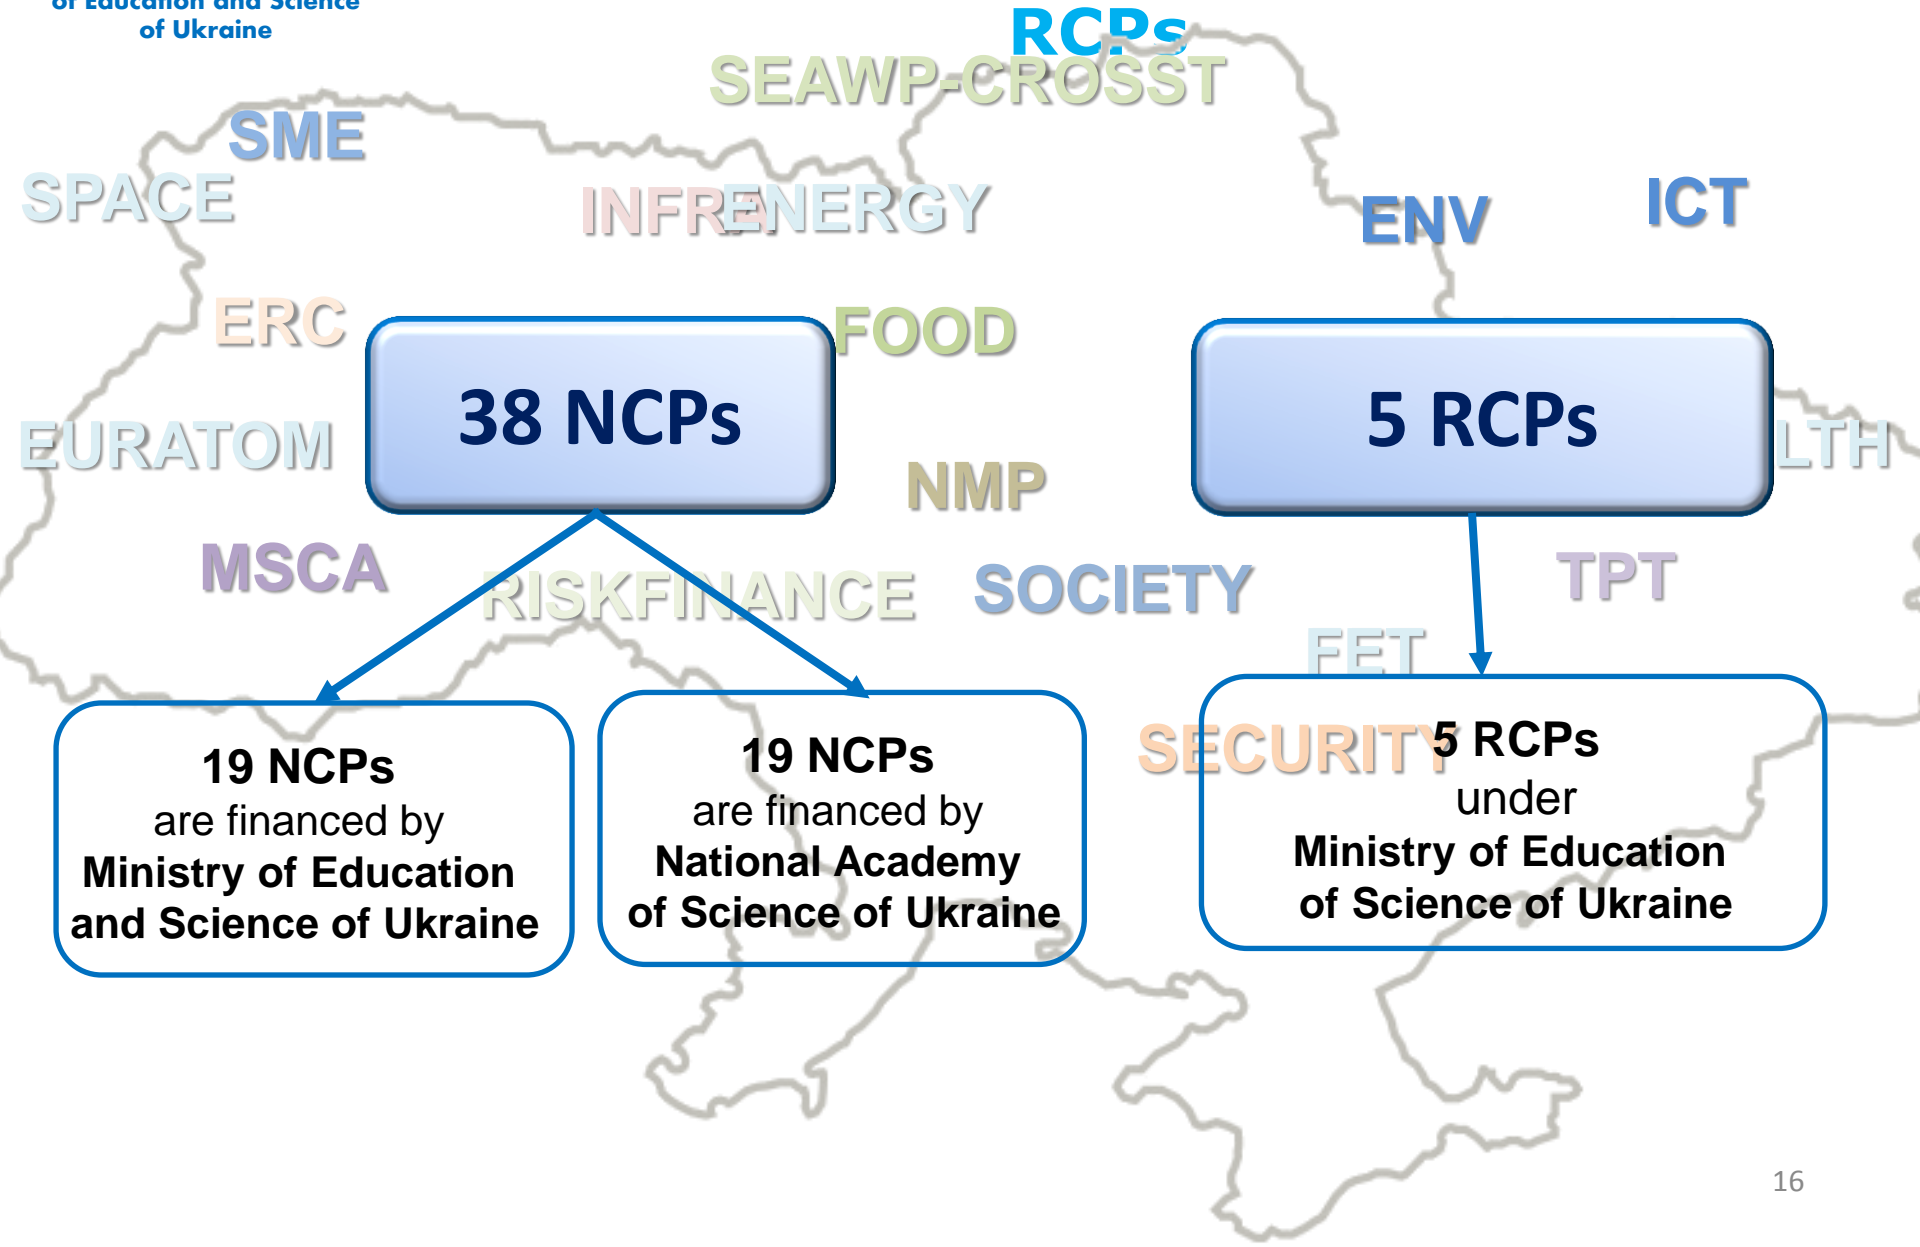 of Education and Science
of Ukraine
RCPs
SEAWP-CROSST
SME
SPACE
INFRA
ENERGY
ENV
ICT
ERC
FOOD
38 NCPs
5 RCPs
EURATOM
LTH
NMP
MSCA
RISKFINANCE
SOCIETY
TPT
FET
SECURITY
19 NCPs
are financed by
Ministry of Education
and Science of Ukraine
19 NCPs
are financed by
National Academy
of Science of Ukraine
5 RCPs
under
Ministry of Education
of Science of Ukraine
16